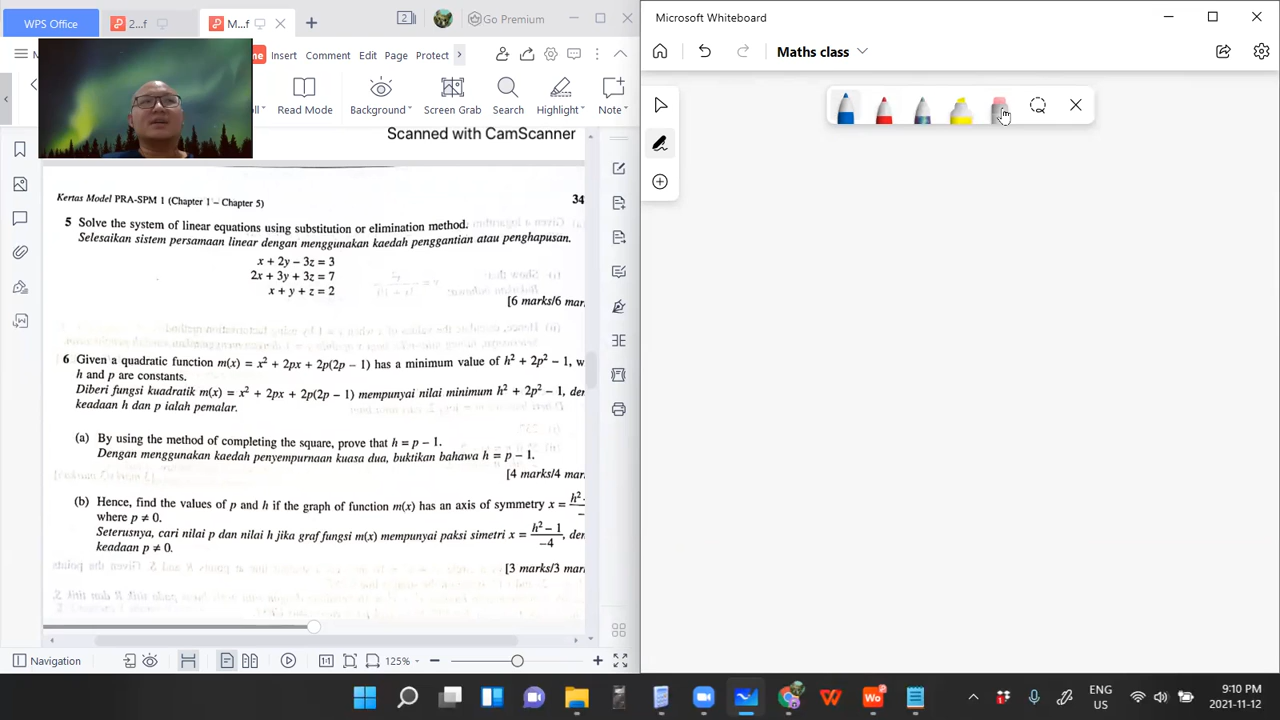 WPS Office
2...f
M...f
2
Go Premium
Insert
Comment
Edit
Page
Protect
Read Mode
Background
Screen Grab
Search
Highlight
Note
Scanned with CamScanner
Kertas Model PRA-SPM 1 (Chapter 1 – Chapter 5)
34
5 Solve the system of linear equations using substitution or elimination method.
Selesaikan sistem persamaan linear dengan menggunakan kaedah penggantian atau penghapusan.
x + 2y – 3z = 3
2x + 3y + 3z = 7
x + y + z = 2
[6 marks/6 mar
6 Given a quadratic function m(x) = x² + 2px + 2p(2p – 1) has a minimum value of h² + 2p² – 1, w
h and p are constants.
Diberi fungsi kuadratik m(x) = x² + 2px + 2p(2p – 1) mempunyai nilai minimum h² + 2p² – 1, den
keadaan h dan p ialah pemalar.
(a) By using the method of completing the square, prove that h = p – 1.
Dengan menggunakan kaedah penyempurnaan kuasa dua, buktikan bahawa h = p – 1.
[4 marks/4 mar
(b) Hence, find the values of p and h if the graph of function m(x) has an axis of symmetry x = h²
where p ≠ 0.
Seterusnya, cari nilai p dan nilai h jika graf fungsi m(x) mempunyai paksi simetri x = h² – 1 / –4, den
keadaan p ≠ 0.
[3 marks/3 mar
Navigation
125%
Microsoft Whiteboard
Maths class
ENG
US
9:10 PM
2021-11-12